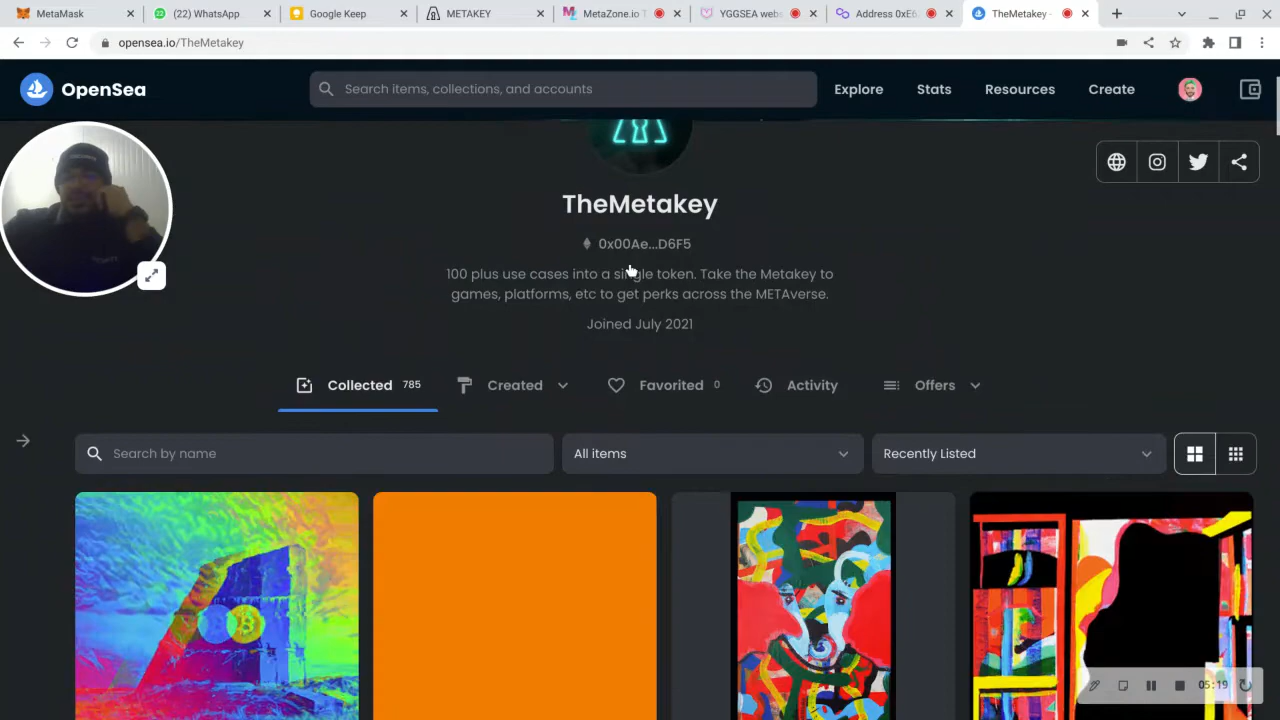 MetaMask
(22) WhatsApp
Google Keep
METAKEY
MetaZone.io T
YGGSEA webs
Address 0xE6
TheMetakey -
opensea.io/TheMetakey
OpenSea
Search items, collections, and accounts
Explore
Stats
Resources
Create
TheMetakey
0x00Ae...D6F5
100 plus use cases into a single token. Take the Metakey to
games, platforms, etc to get perks across the METAverse.
Joined July 2021
Collected 785
Created
Favorited 0
Activity
Offers
Search by name
All items
Recently Listed
05:19